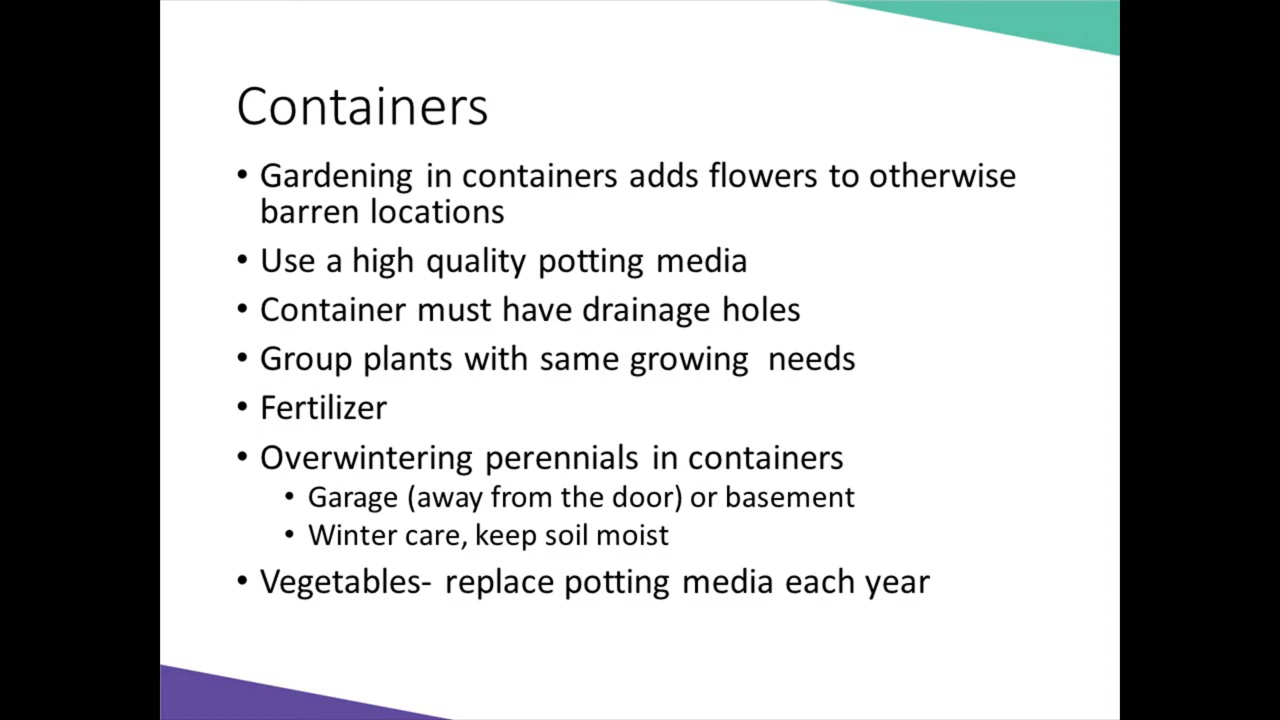 Containers
• Gardening in containers adds flowers to otherwise
barren locations
• Use a high quality potting media
• Container must have drainage holes
• Group plants with same growing  needs
• Fertilizer
• Overwintering perennials in containers
• Garage (away from the door) or basement
• Winter care, keep soil moist
• Vegetables- replace potting media each year